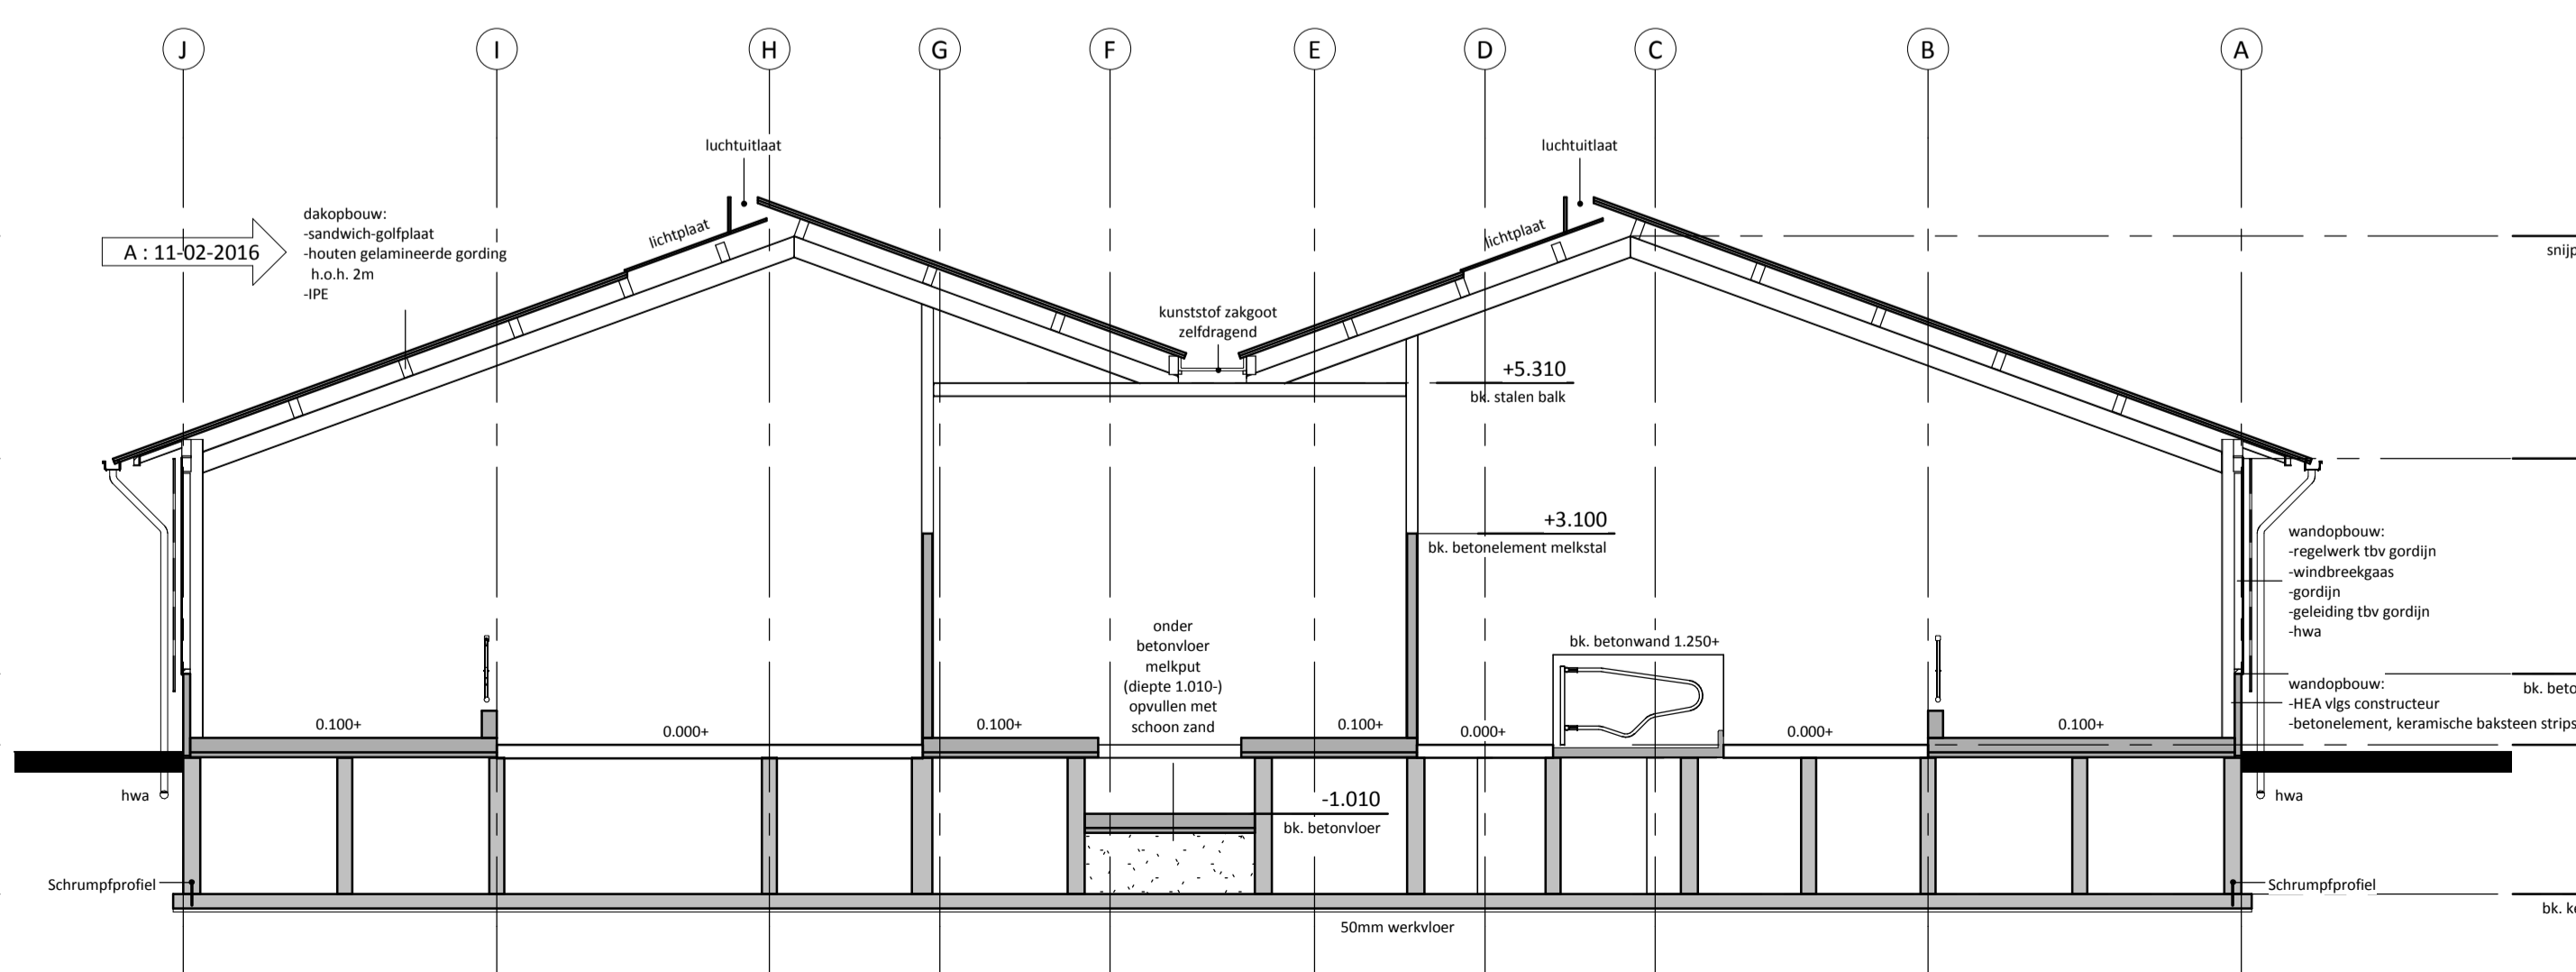 J
I
H
G
F
E
D
C
B
A
luchtuitlaat
luchtuitlaat
A : 11-02-2016
dakopbouw:
-sandwich-golfplaat
-houten gelamineerde gording
h.o.h. 2m
-IPE
lichtplaat
lichtplaat
snijp
kunststof zakgoot
zelfdragend
+5.310
bk. stalen balk
+3.100
bk. betonelement melkstal
wandopbouw:
-regelwerk tbv gordijn
-windbreekgaas
-gordijn
-geleiding tbv gordijn
-hwa
onder
betonvloer
melkput
(diepte 1.010-)
opvullen met
schoon zand
bk. betonwand 1.250+
wandopbouw:
-HEA vlgs constructeur
-betonelement, keramische baksteen strips
bk. beto
0.100+
0.000+
0.100+
0.100+
0.000+
0.000+
0.100+
hwa
-1.010
bk. betonvloer
hwa
Schrumpfprofiel
Schrumpfprofiel
bk. k
50mm werkvloer